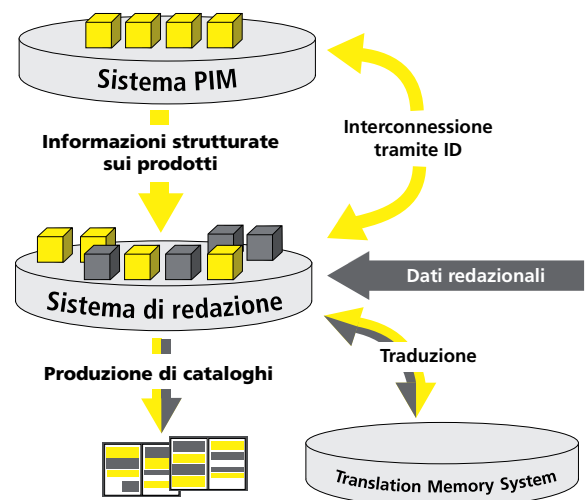 Sistema PIM
Informazioni strutturate
sui prodotti
Interconnessione
tramite ID
Sistema di redazione
Dati redazionali
Produzione di cataloghi
Traduzione
Translation Memory System